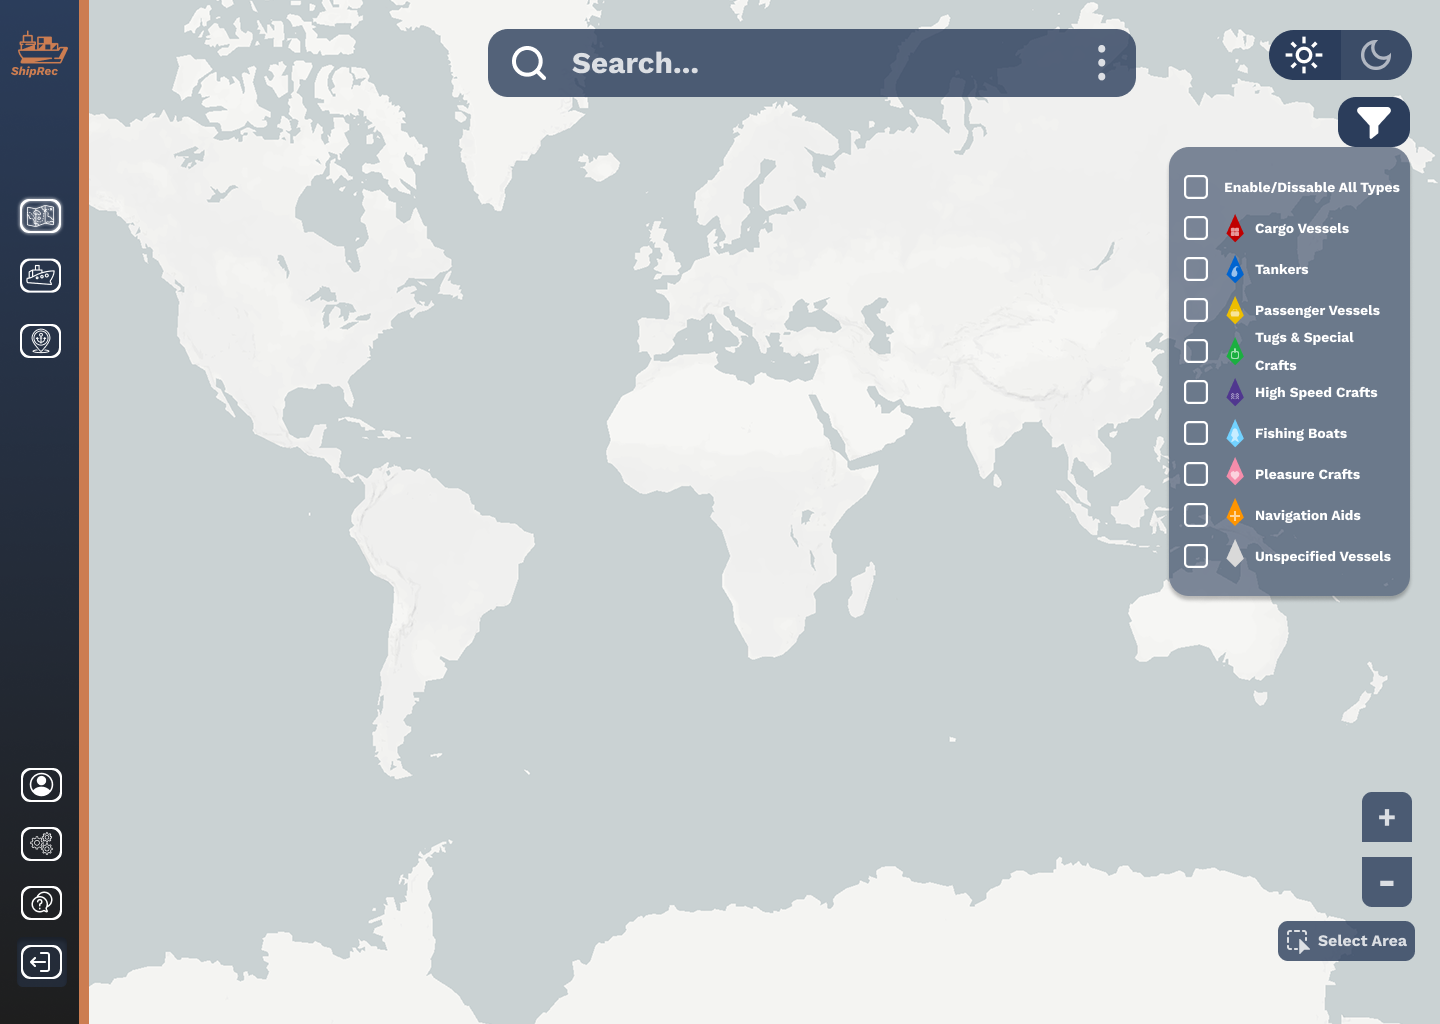 ShipRec
Search...
Enable/Dissable All Types
Cargo Vessels
Tankers
Passenger Vessels
Tugs & Special
Crafts
High Speed Crafts
Fishing Boats
Pleasure Crafts
Navigation Aids
Unspecified Vessels
+
-
Select Area